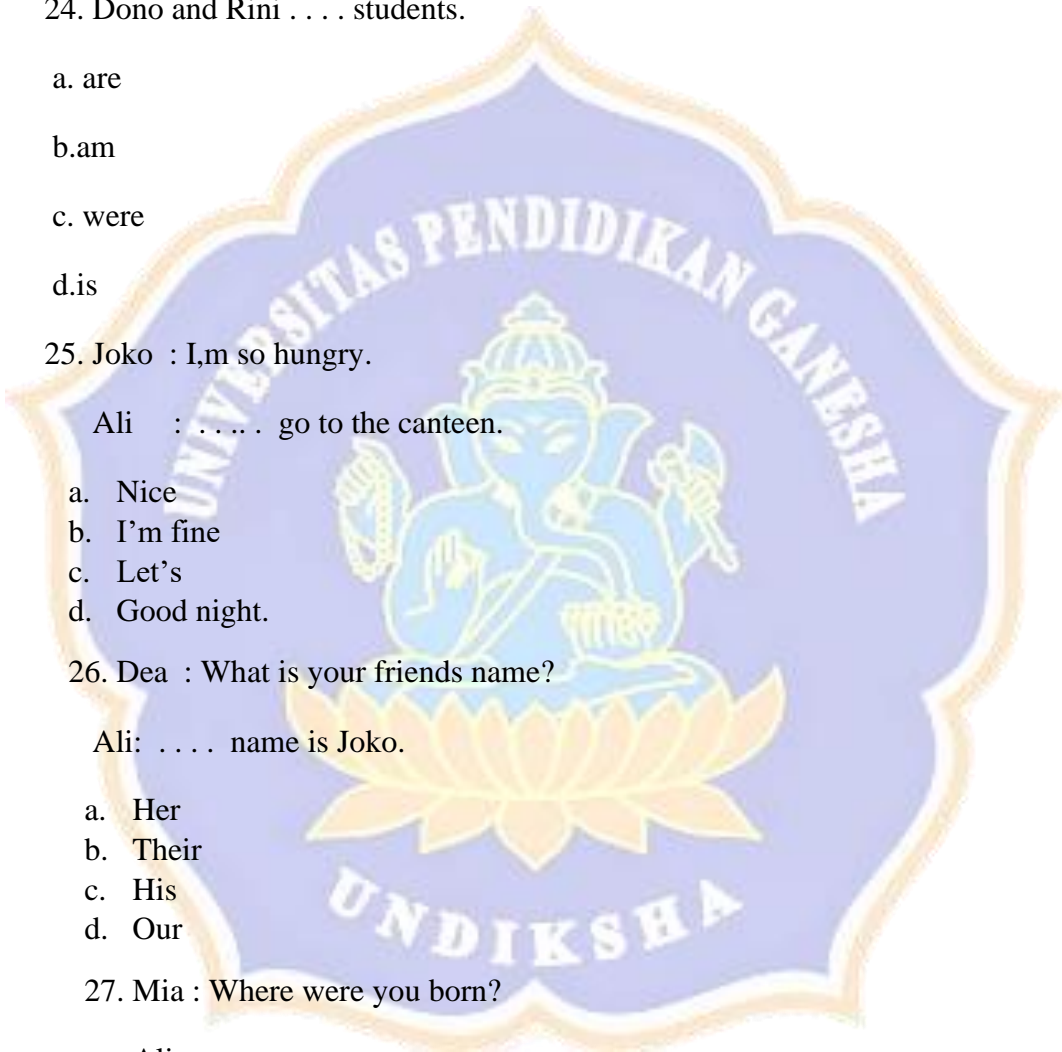 24. Dono and Rini . . . . students.
a. are
b.am
c. were
d.is
25. Joko : I,m so hungry.
Ali : . . .. . go to the canteen.
a. Nice
b. I'm fine
c. Let's
d. Good night.
26. Dea : What is your friends name?
Ali: . . . . name is Joko.
a. Her
b. Their
c. His
d. Our
27. Mia : Where were you born?
UNIVERSITAS PENDIDIKAN GANESHA
UNDIKSHA